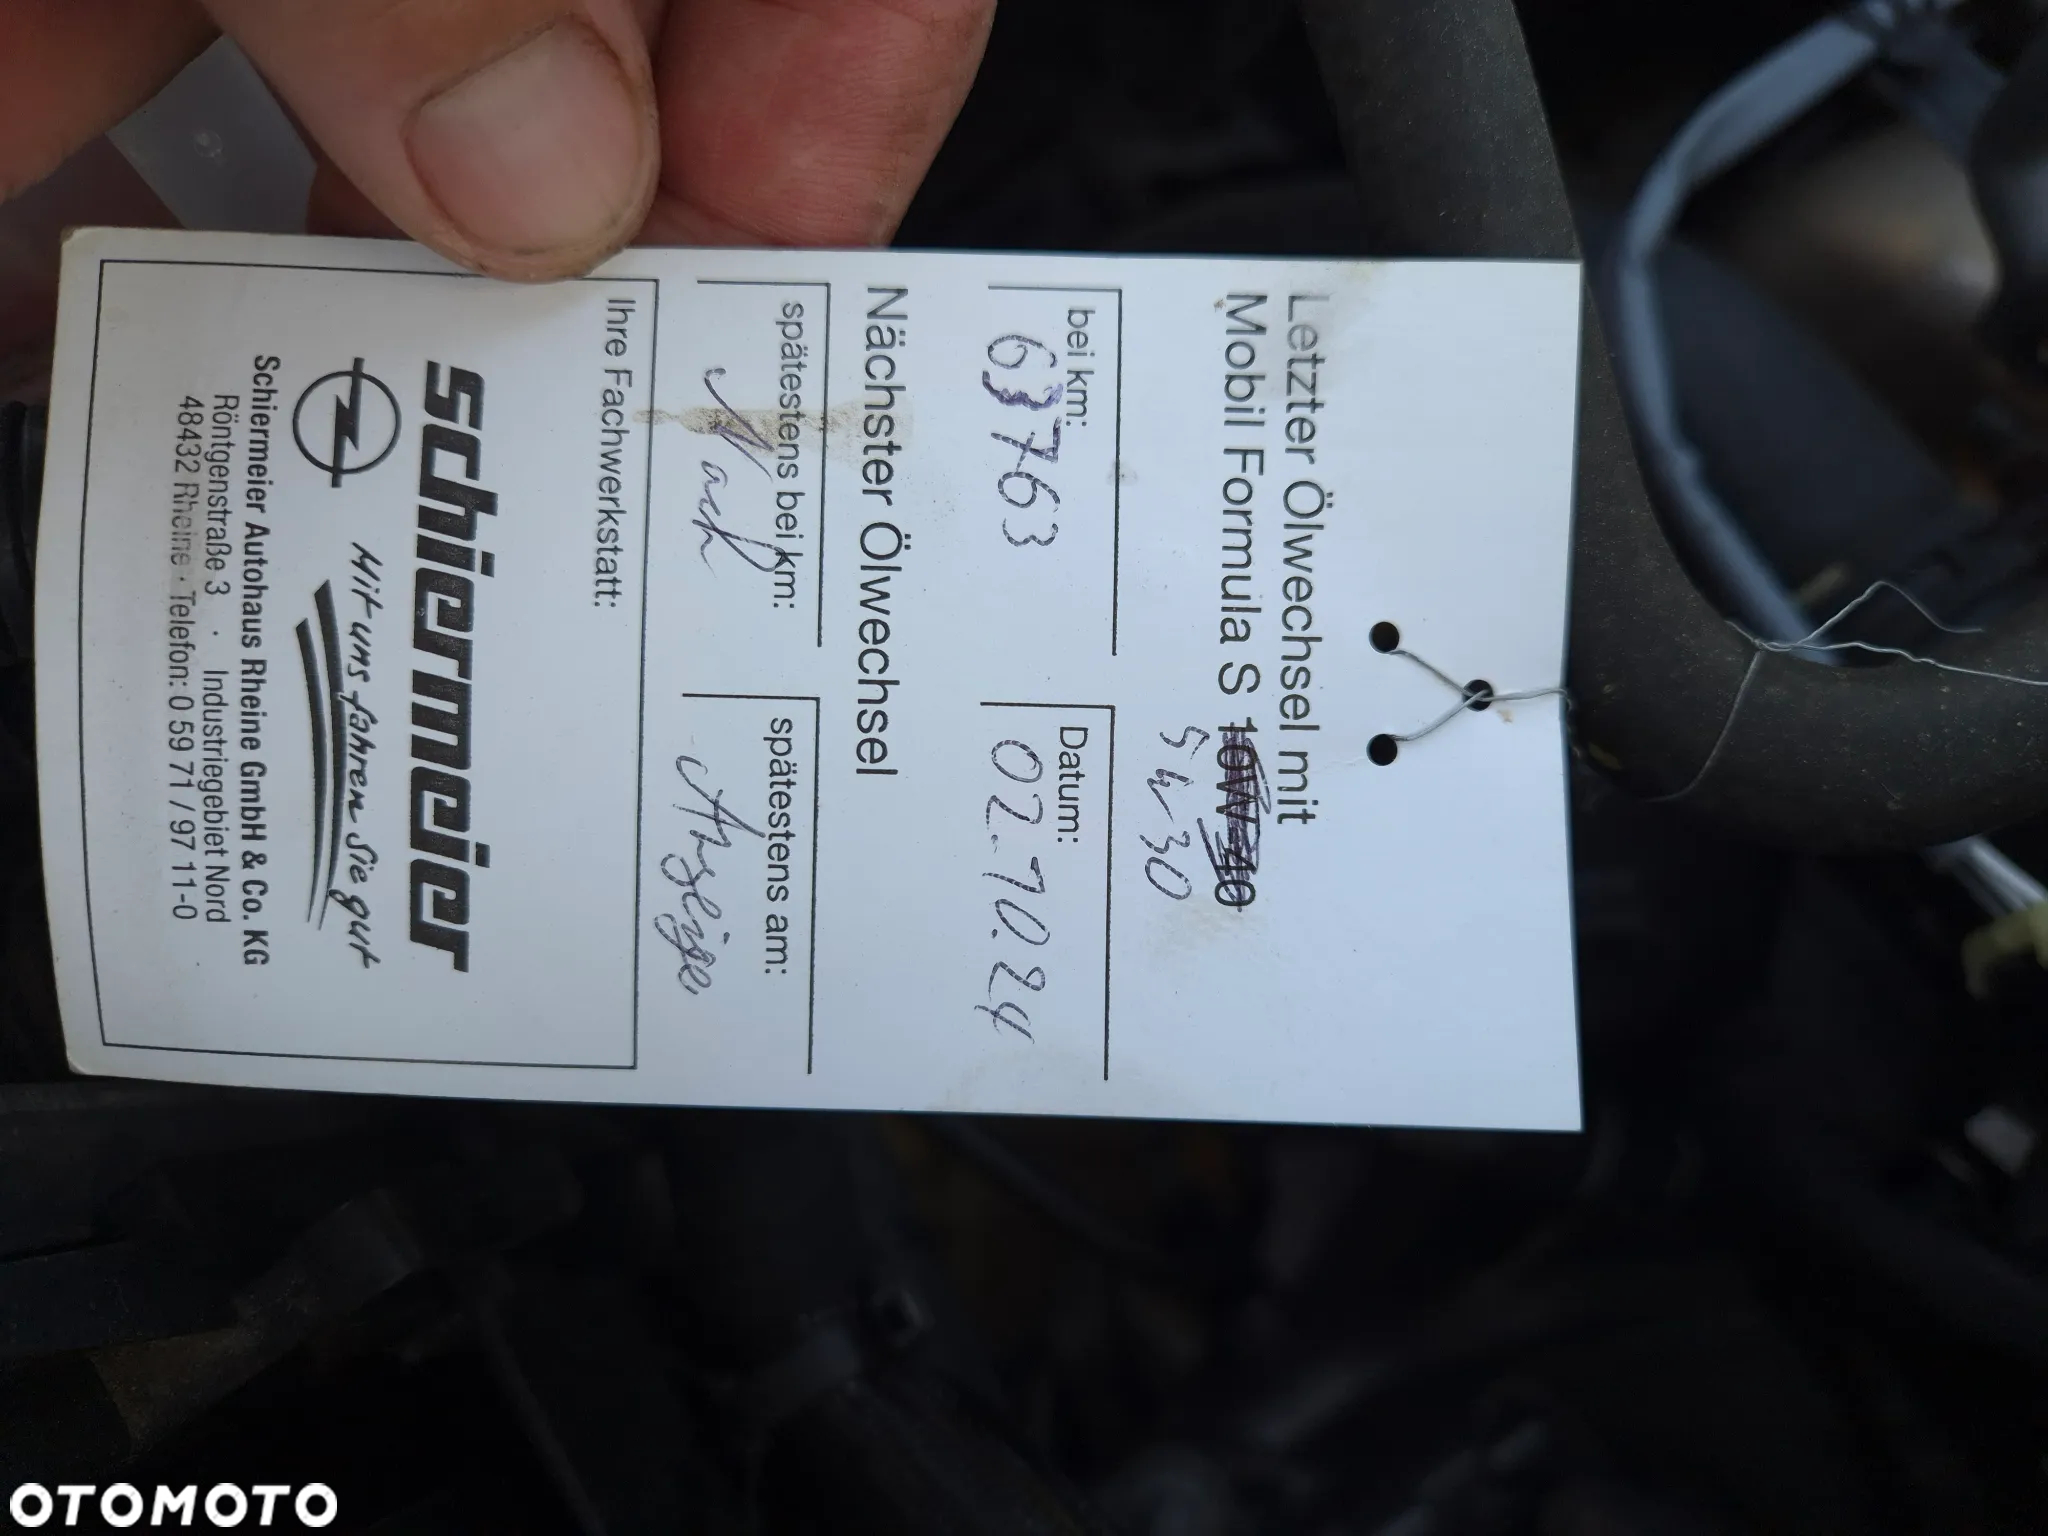 Letzter Ölwechsel mit
Mobil Formula S 10W-40
5W30
bei km: Datum:
63763 02.10.24
Nächster Ölwechsel
spätestens bei km: spätestens am:
Nach Anzeige
Ihre Fachwerkstatt:
schiermeier
Mit uns fahren Sie gut
Schiermeier Autohaus Rheine GmbH & Co. KG
Röntgenstraße 3 · Industriegebiet Nord
48432 Rheine · Telefon: 0 59 71 / 97 11-0
OTOMOTO